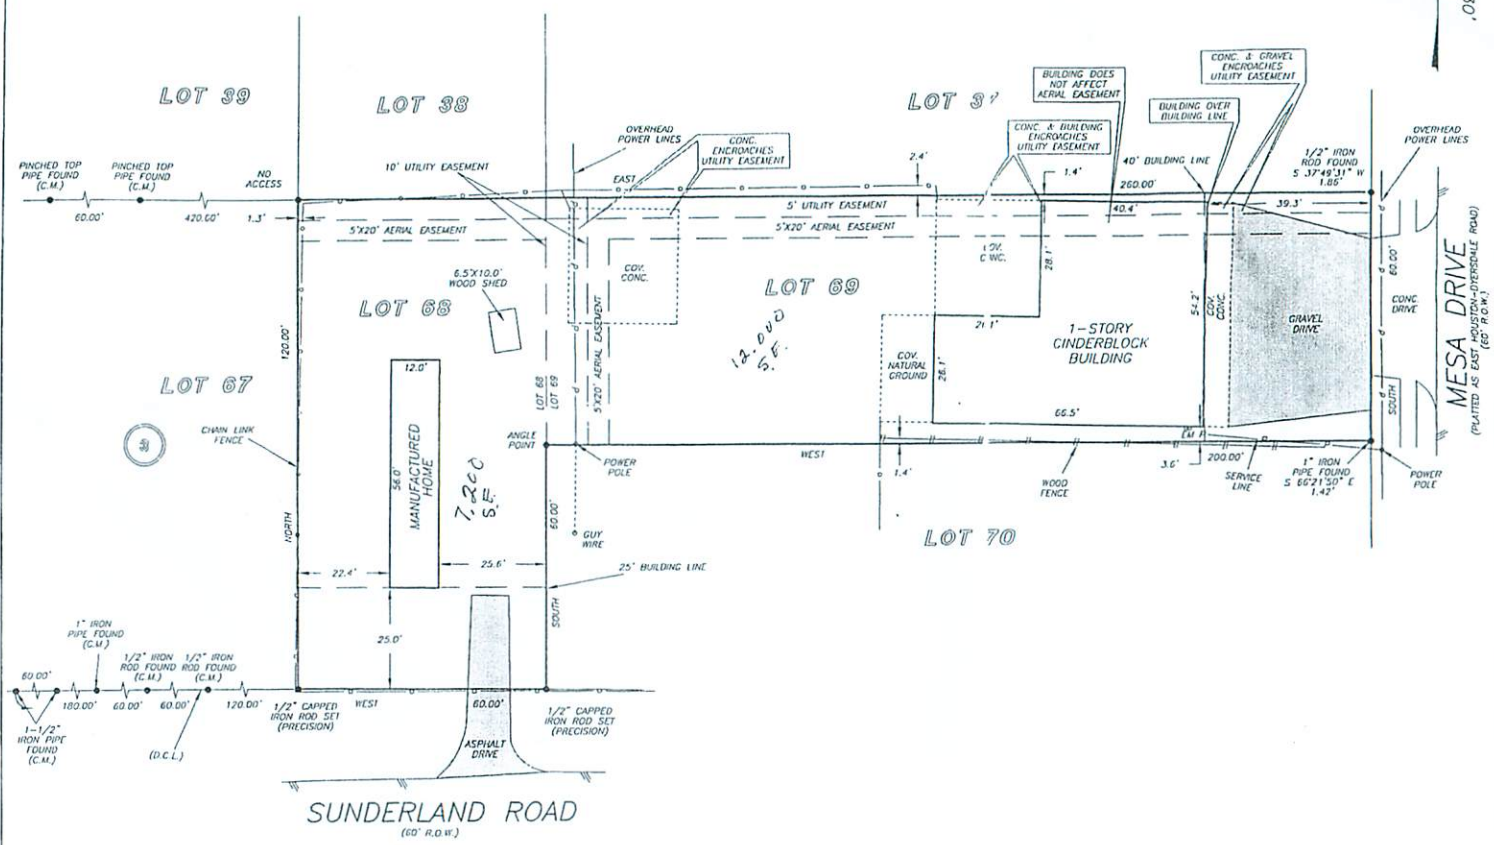 30'
LOT 39
LOT 38
LOT 37
PINCHED TOP
PIPE FOUND
(C.M.)
PINCHED TOP
PIPE FOUND
(C.M.)
NO
ACCESS
60.00'
420.00'
1.3'
10' UTILITY EASEMENT
OVERHEAD
POWER LINES
CONC.
ENCROACHES
UTILITY EASEMENT
EAST
CONC. & BUILDING
ENCROACHES
UTILITY EASEMENT
BUILDING DOES
NOT AFFECT
AERIAL EASEMENT
BUILDING OVER
BUILDING LINE
CONC. & GRAVEL
ENCROACHES
UTILITY EASEMENT
OVERHEAD
POWER LINES
1/2" IRON
ROD FOUND
S 37°49'31" W
1.86'
2.4'
40' BUILDING LINE
1.4'
260.00'
5' UTILITY EASEMENT
40.4'
39.3'
5'X20' AERIAL EASEMENT
5'X20' AERIAL EASEMENT
6.5'X10.0'
WOOD SHED
COV.
CONC.
COV.
CONC.
28.1'
LOT 68
LOT 69
12,000
S.F.
1-STORY
CINDERBLOCK
BUILDING
21.1'
54.2'
COV.
CONC.
GRAVEL
DRIVE
60.00'
CONC.
DRIVE
MESA DRIVE
(PLATTED AS EAST HOUSTON-DYERSDALE ROAD)
(60' R.O.W.)
120.00'
LOT 67
3
CHAIN LINK
FENCE
12.0'
56.0'
MANUFACTURED
HOME
7,200
S.F.
LOT 68
LOT 69
5'X20' AERIAL EASEMENT
COV.
NATURAL
GROUND
26.1'
66.5'
SOUTH
ANGLE
POINT
POWER
POLE
WEST
1.4'
WOOD
FENCE
3.6'
200.00'
SERVICE
LINE
1" IRON
PIPE FOUND
S 66°21'50" E
1.42'
POWER
POLE
NORTH
60.00'
GUY
WIRE
LOT 70
22.4'
25.6'
25' BUILDING LINE
25.0'
SOUTH
1" IRON
PIPE FOUND
(C.M.)
1/2" IRON
ROD FOUND
(C.M.)
1/2" IRON
ROD FOUND
(C.M.)
60.00'
180.00'
60.00'
60.00'
120.00'
1-1/2"
IRON PIPE
FOUND
(C.M.)
(D.C.L.)
1/2" CAPPED
IRON ROD SET
(PRECISION)
WEST
60.00'
1/2" CAPPED
IRON ROD SET
(PRECISION)
ASPHALT
DRIVE
SUNDERLAND ROAD
(60' R.O.W.)